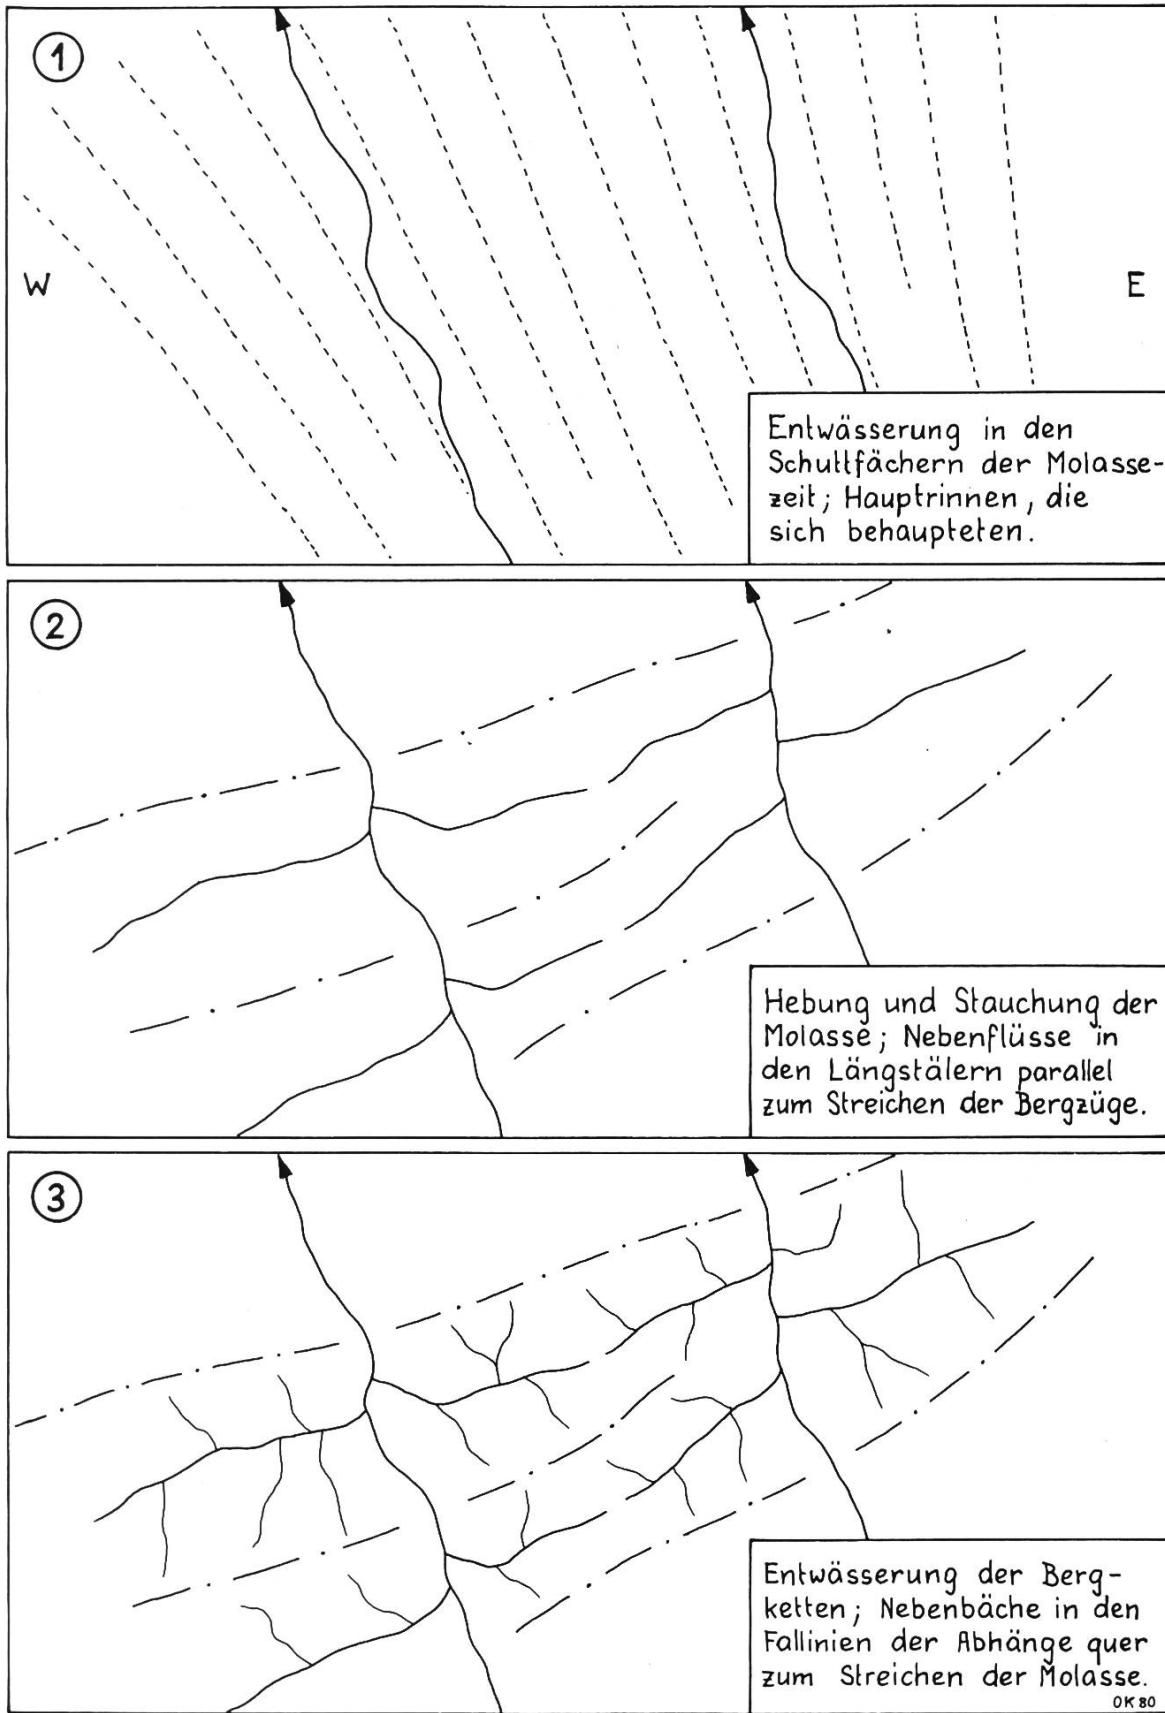 1
W
E
Entwässerung in den
Schuttfächern der Molasse-
zeit; Hauptrinnen, die
sich behaupteten.
2
Hebung und Stauchung der
Molasse; Nebenflüsse in
den Längstälern parallel
zum Streichen der Bergzüge.
3
Entwässerung der Berg-
ketten; Nebenbäche in den
Fallinien der Abhänge quer
zum Streichen der Molasse.
OK 80